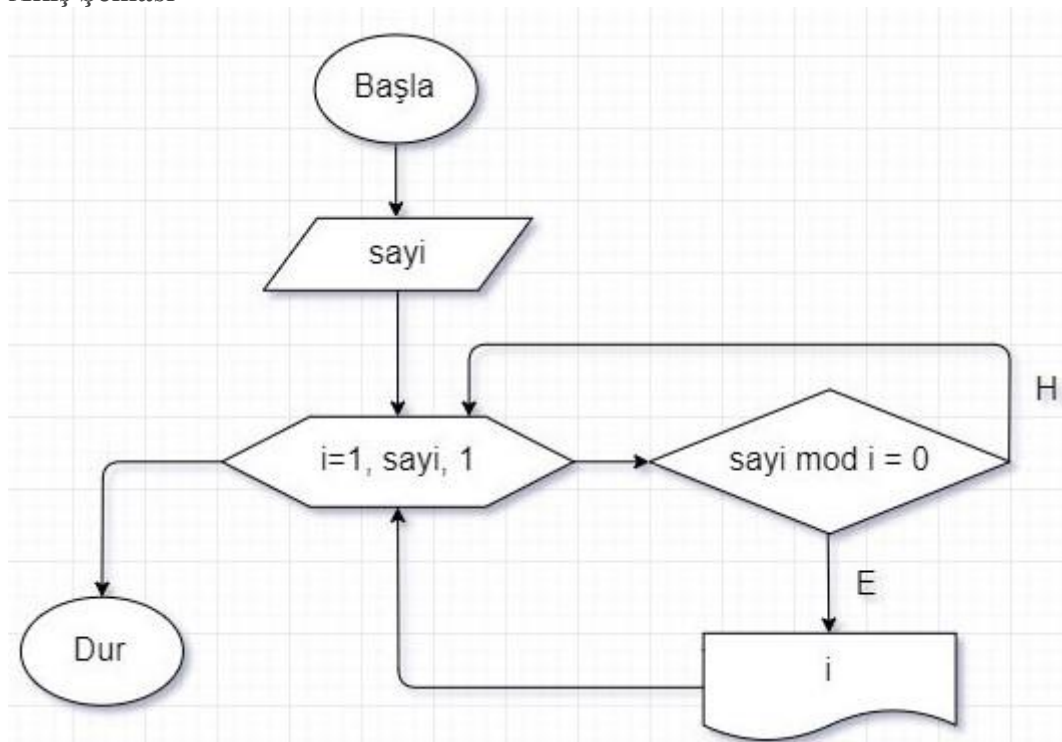 Başla
sayi
i=1, sayi, 1
sayi mod i = 0
H
E
i
Dur